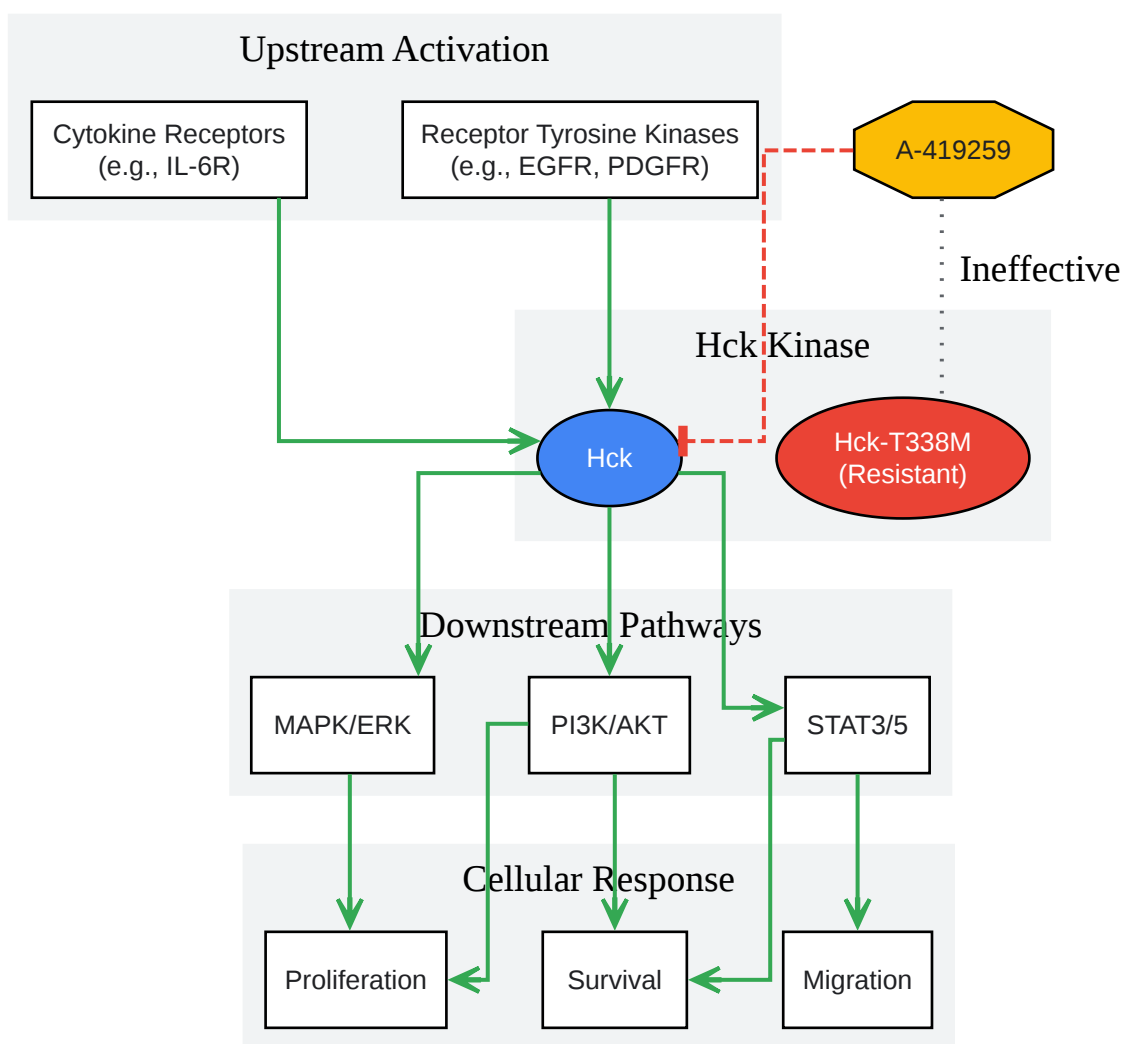 Upstream Activation
Cytokine Receptors
(e.g., IL-6R)
Receptor Tyrosine Kinases
(e.g., EGFR, PDGFR)
A-419259
Ineffective
Hck Kinase
Hck
Hck-T338M
(Resistant)
Downstream Pathways
MAPK/ERK
PI3K/AKT
STAT3/5
Cellular Response
Proliferation
Survival
Migration